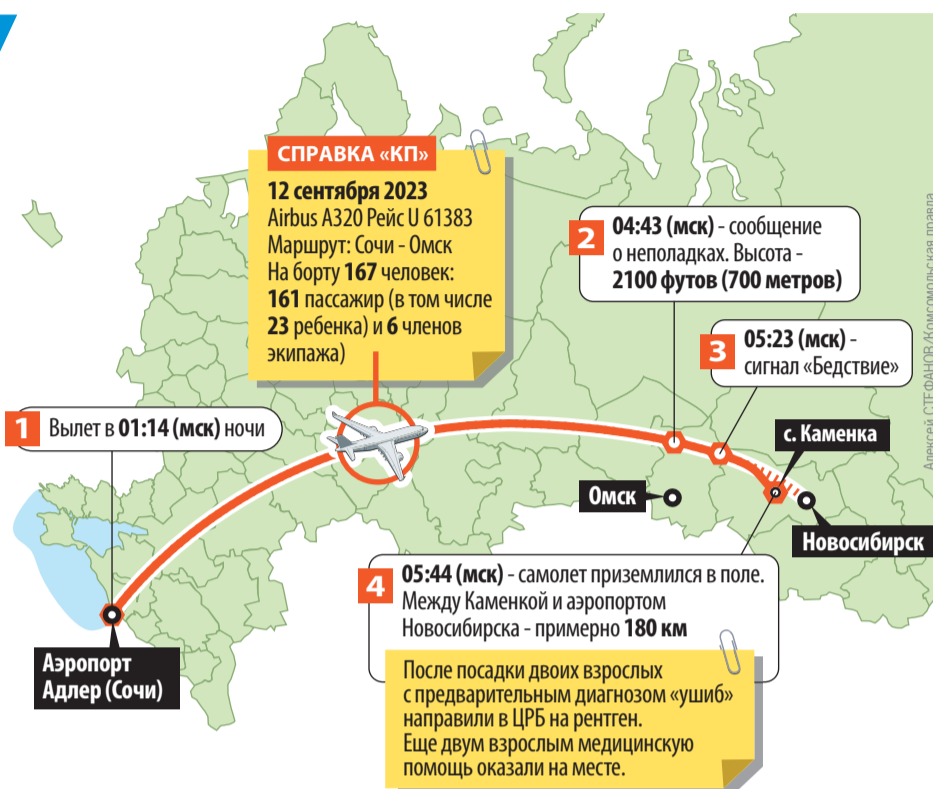 СПРАВКА «КП»
12 сентября 2023
Airbus A320 Рейс U 61383
Маршрут: Сочи - Омск
На борту 167 человек:
161 пассажир (в том числе
23 ребенка) и 6 членов
экипажа)
1 Вылет в 01:14 (мск) ночи
2 04:43 (мск) - сообщение
о неполадках. Высота -
2100 футов (700 метров)
3 05:23 (мск) -
сигнал «Бедствие»
с. Каменка
Омск
Новосибирск
4 05:44 (мск) - самолет приземлился в поле.
Между Каменкой и аэропортом
Новосибирска - примерно 180 км
Аэропорт
Адлер (Сочи)
После посадки двоих взрослых
с предварительным диагнозом «ушиб»
направили в ЦРБ на рентген.
Еще двум взрослым медицинскую
помощь оказали на месте.
Алексей СТЕФАНОВ/Комсомольская правда